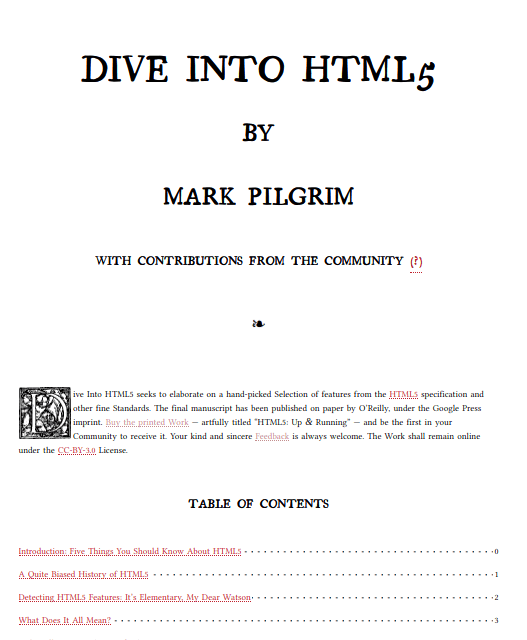 DIVE INTO HTML5
BY
MARK PILGRIM
WITH CONTRIBUTIONS FROM THE COMMUNITY (?)
❧
Dive Into HTML5 seeks to elaborate on a hand-picked Selection of features from the HTML5 specification and
other fine Standards. The final manuscript has been published on paper by O'Reilly, under the Google Press
imprint. Buy the printed Work — artfully titled "HTML5: Up & Running" — and be the first in your
Community to receive it. Your kind and sincere Feedback is always welcome. The Work shall remain online
under the CC-BY-3.0 License.
TABLE OF CONTENTS
Introduction: Five Things You Should Know About HTML5 0
A Quite Biased History of HTML5 1
Detecting HTML5 Features: It's Elementary, My Dear Watson 2
What Does It All Mean? 3